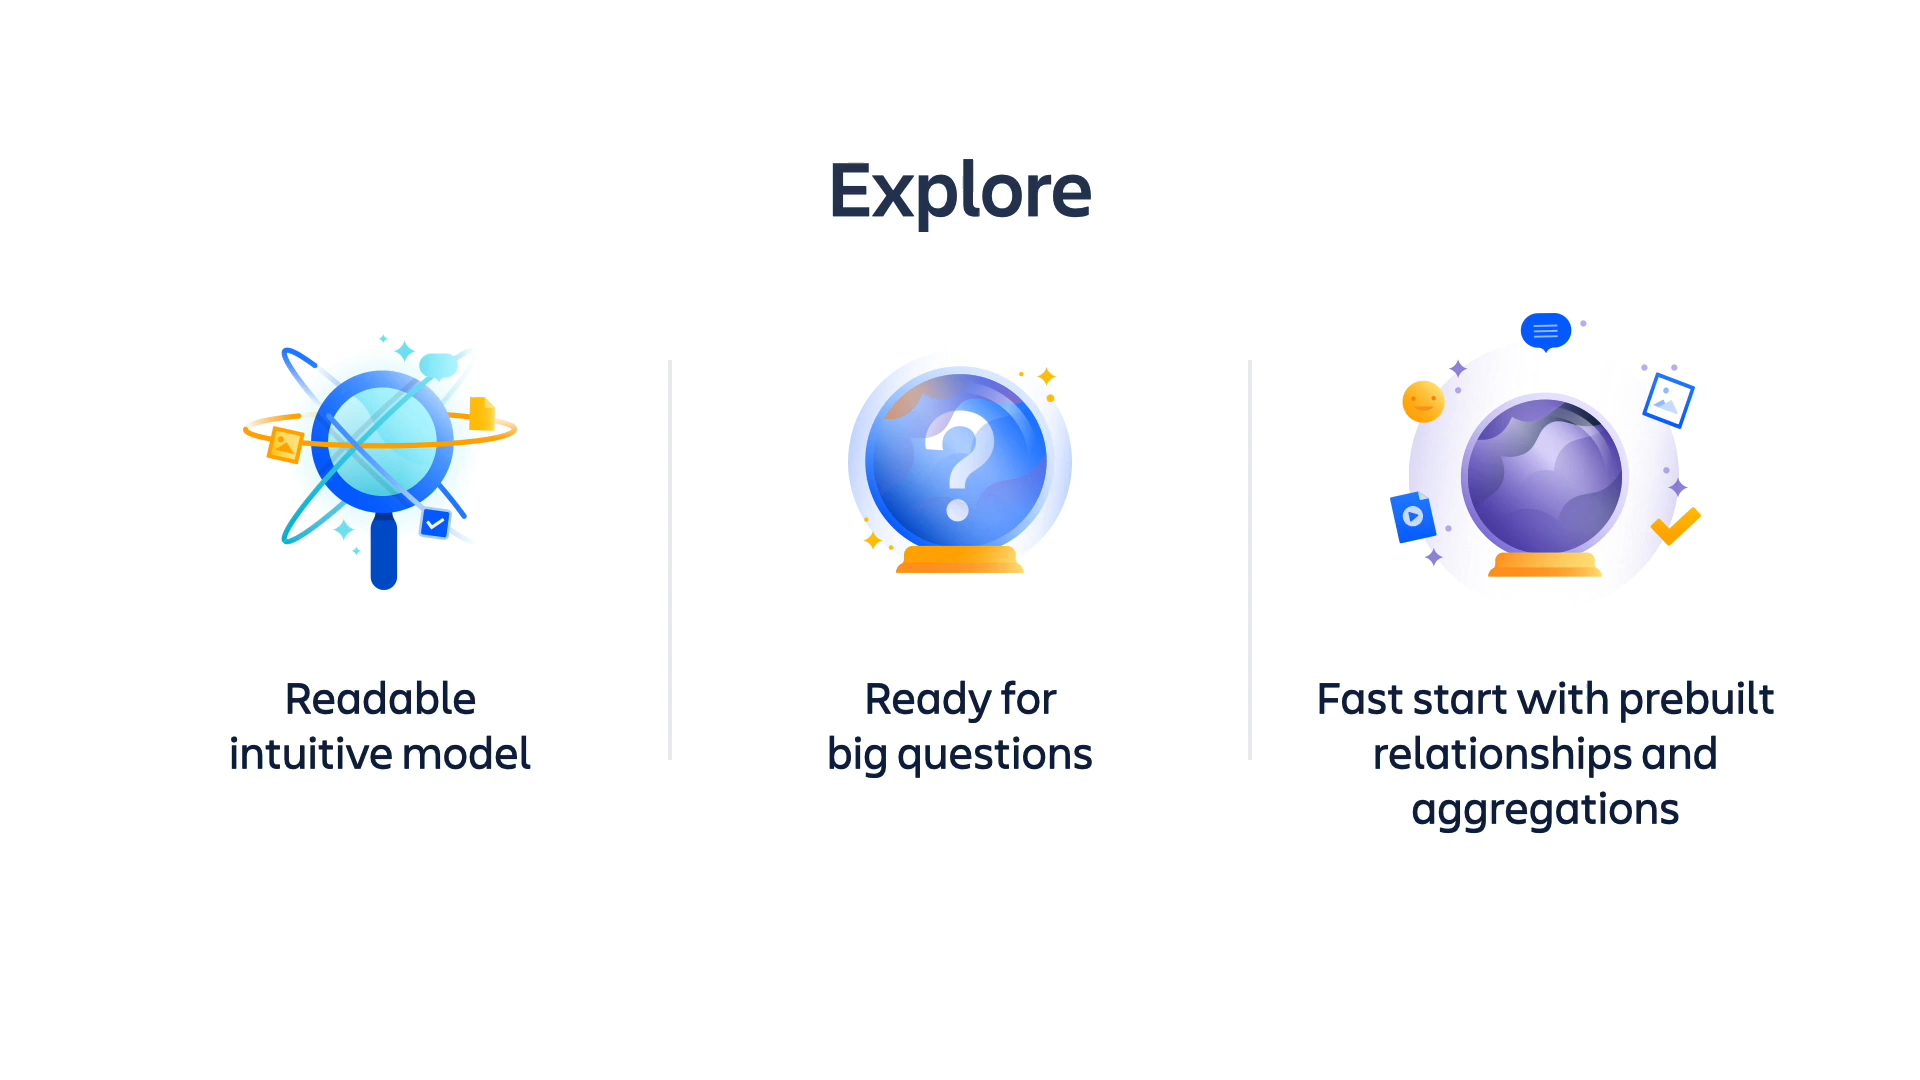 Explore
Readable
intuitive model
Ready for
big questions
Fast start with prebuilt
relationships and
aggregations